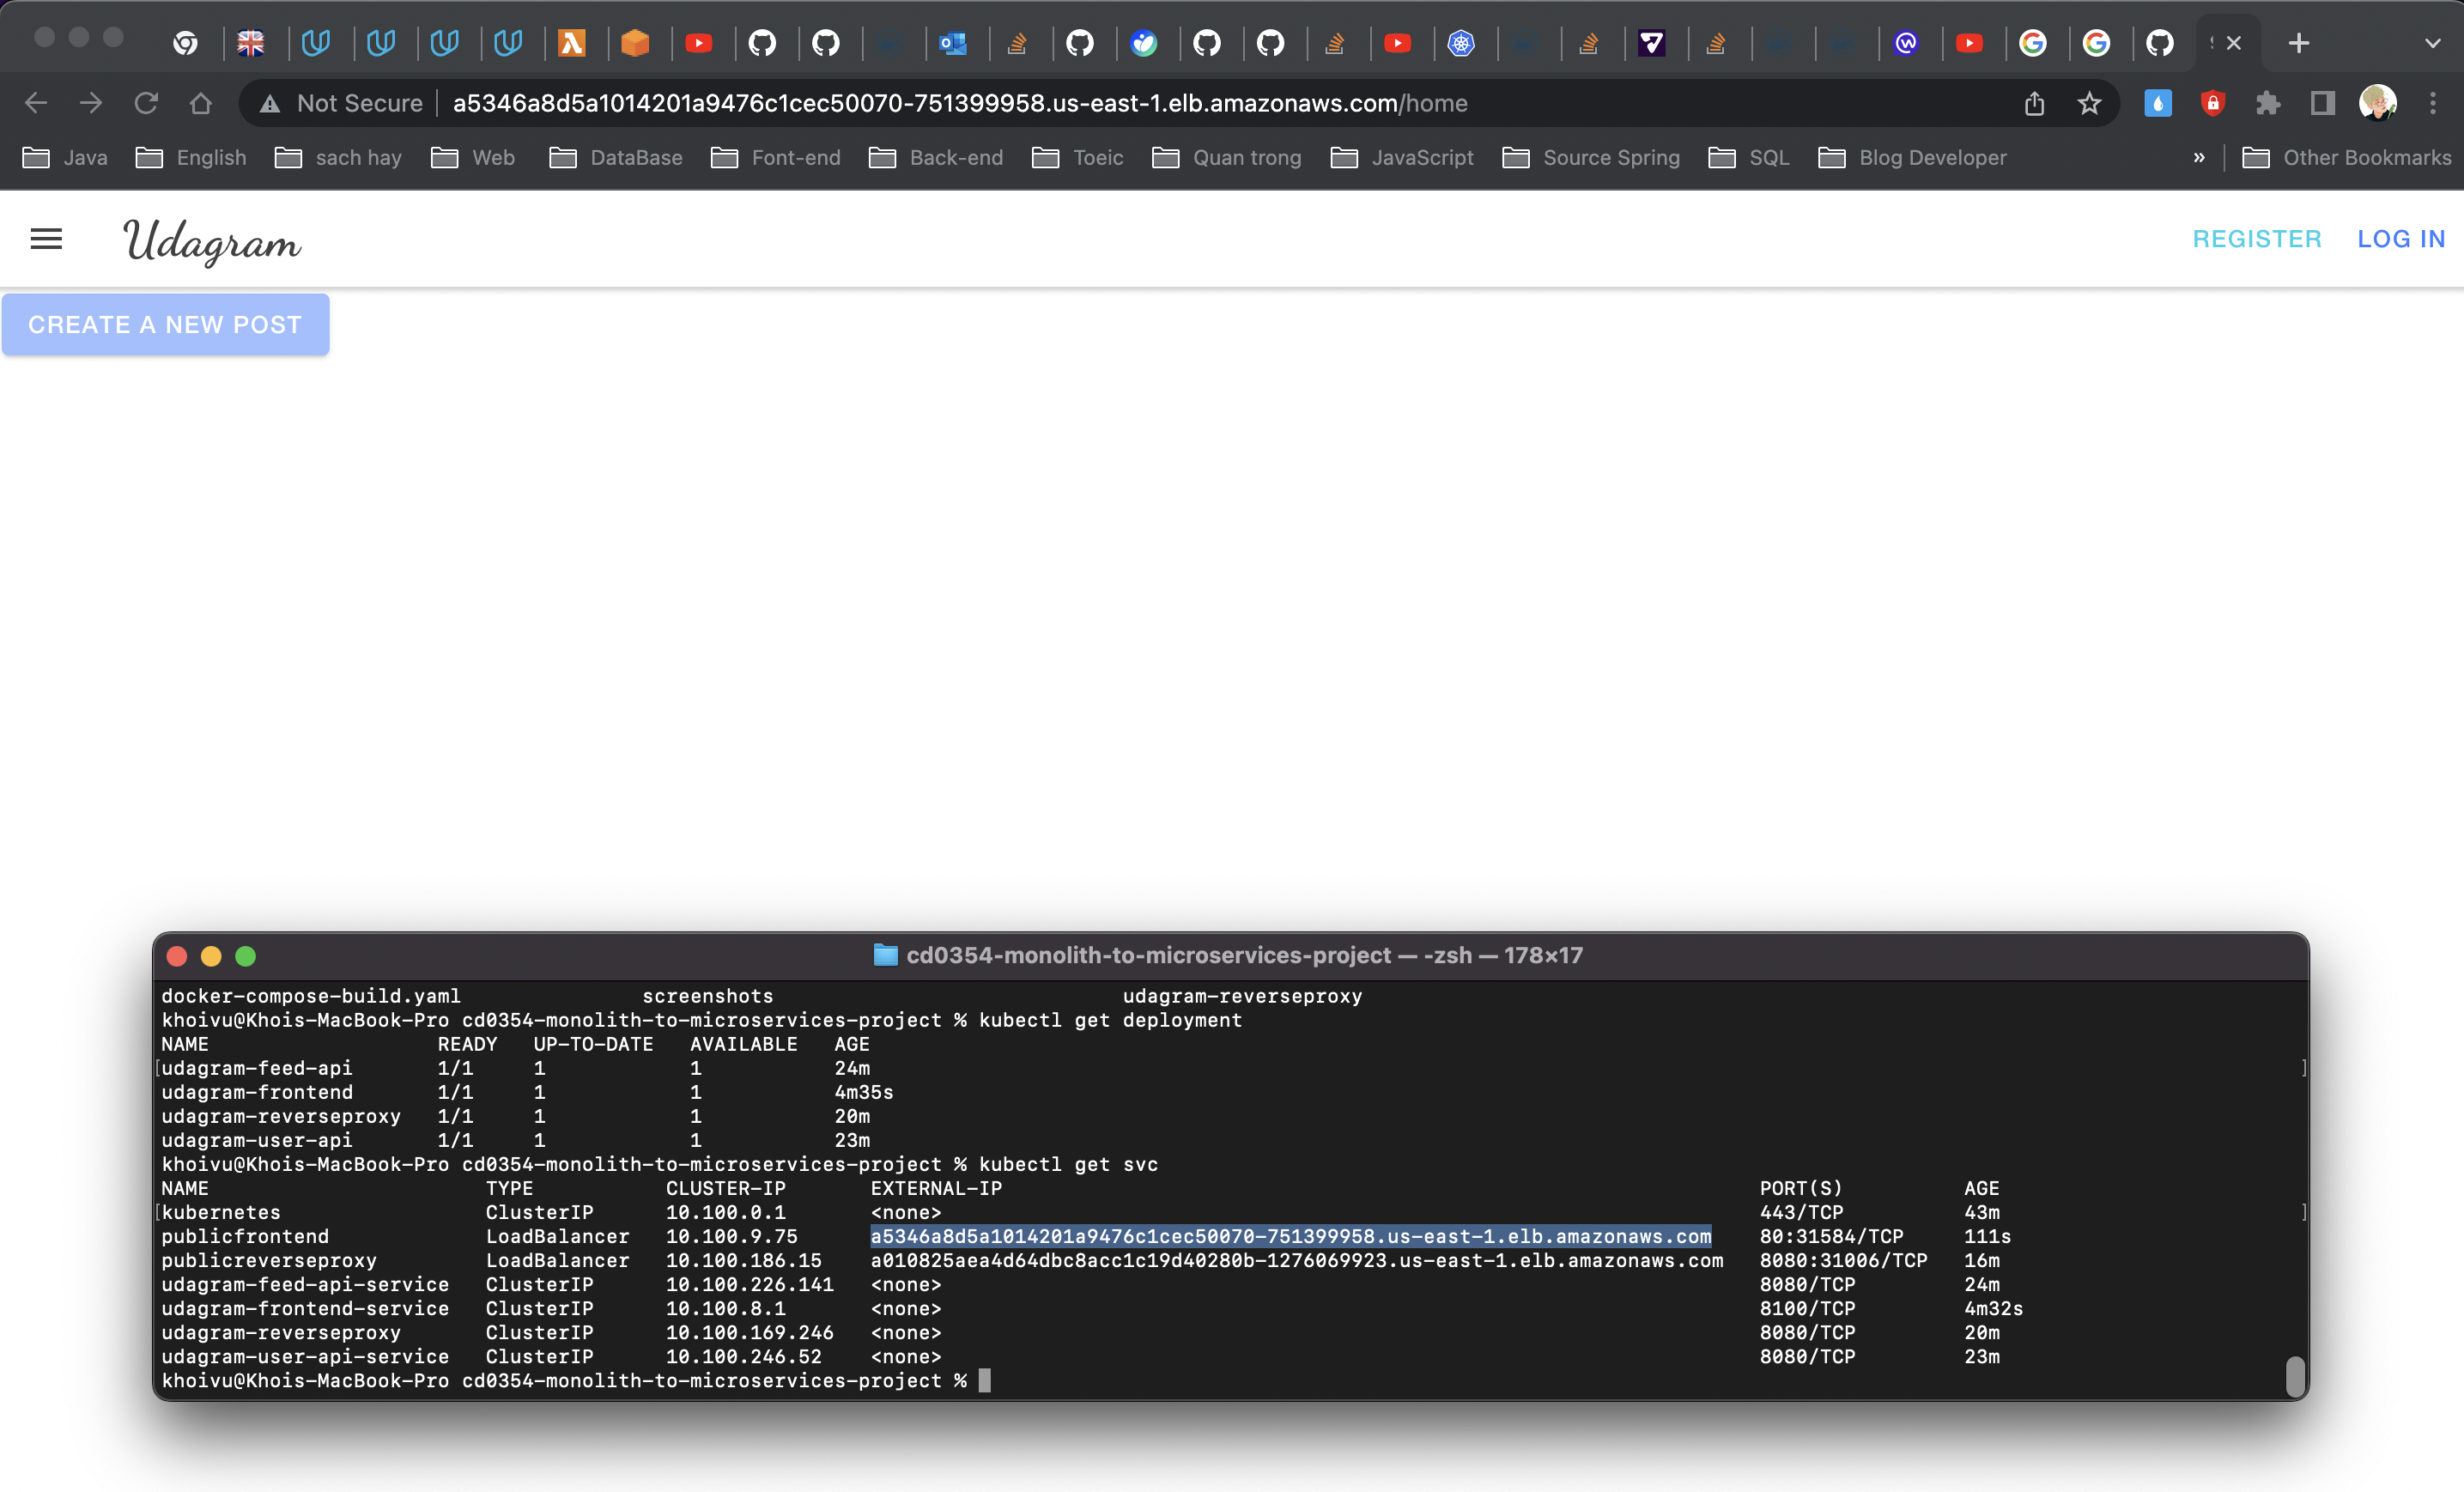 Not Secure a5346a8d5a1014201a9476c1cec50070-751399958.us-east-1.elb.amazonaws.com/home
Java English sach hay Web DataBase Font-end Back-end Toeic Quan trong JavaScript Source Spring SQL Blog Developer » Other Bookmarks
Udagram REGISTER LOG IN
CREATE A NEW POST
cd0354-monolith-to-microservices-project — -zsh — 178×17
docker-compose-build.yaml screenshots udagram-reverseproxy
khoivu@Khois-MacBook-Pro cd0354-monolith-to-microservices-project % kubectl get deployment
NAME READY UP-TO-DATE AVAILABLE AGE
[udagram-feed-api 1/1 1 1 24m ]
udagram-frontend 1/1 1 1 4m35s
udagram-reverseproxy 1/1 1 1 20m
udagram-user-api 1/1 1 1 23m
khoivu@Khois-MacBook-Pro cd0354-monolith-to-microservices-project % kubectl get svc
NAME TYPE CLUSTER-IP EXTERNAL-IP PORT(S) AGE
[kubernetes ClusterIP 10.100.0.1 <none> 443/TCP 43m ]
publicfrontend LoadBalancer 10.100.9.75 a5346a8d5a1014201a9476c1cec50070-751399958.us-east-1.elb.amazonaws.com 80:31584/TCP 111s
publicreverseproxy LoadBalancer 10.100.186.15 a010825aea4d64dbc8acc1c19d40280b-1276069923.us-east-1.elb.amazonaws.com 8080:31006/TCP 16m
udagram-feed-api-service ClusterIP 10.100.226.141 <none> 8080/TCP 24m
udagram-frontend-service ClusterIP 10.100.8.1 <none> 8100/TCP 4m32s
udagram-reverseproxy ClusterIP 10.100.169.246 <none> 8080/TCP 20m
udagram-user-api-service ClusterIP 10.100.246.52 <none> 8080/TCP 23m
khoivu@Khois-MacBook-Pro cd0354-monolith-to-microservices-project %